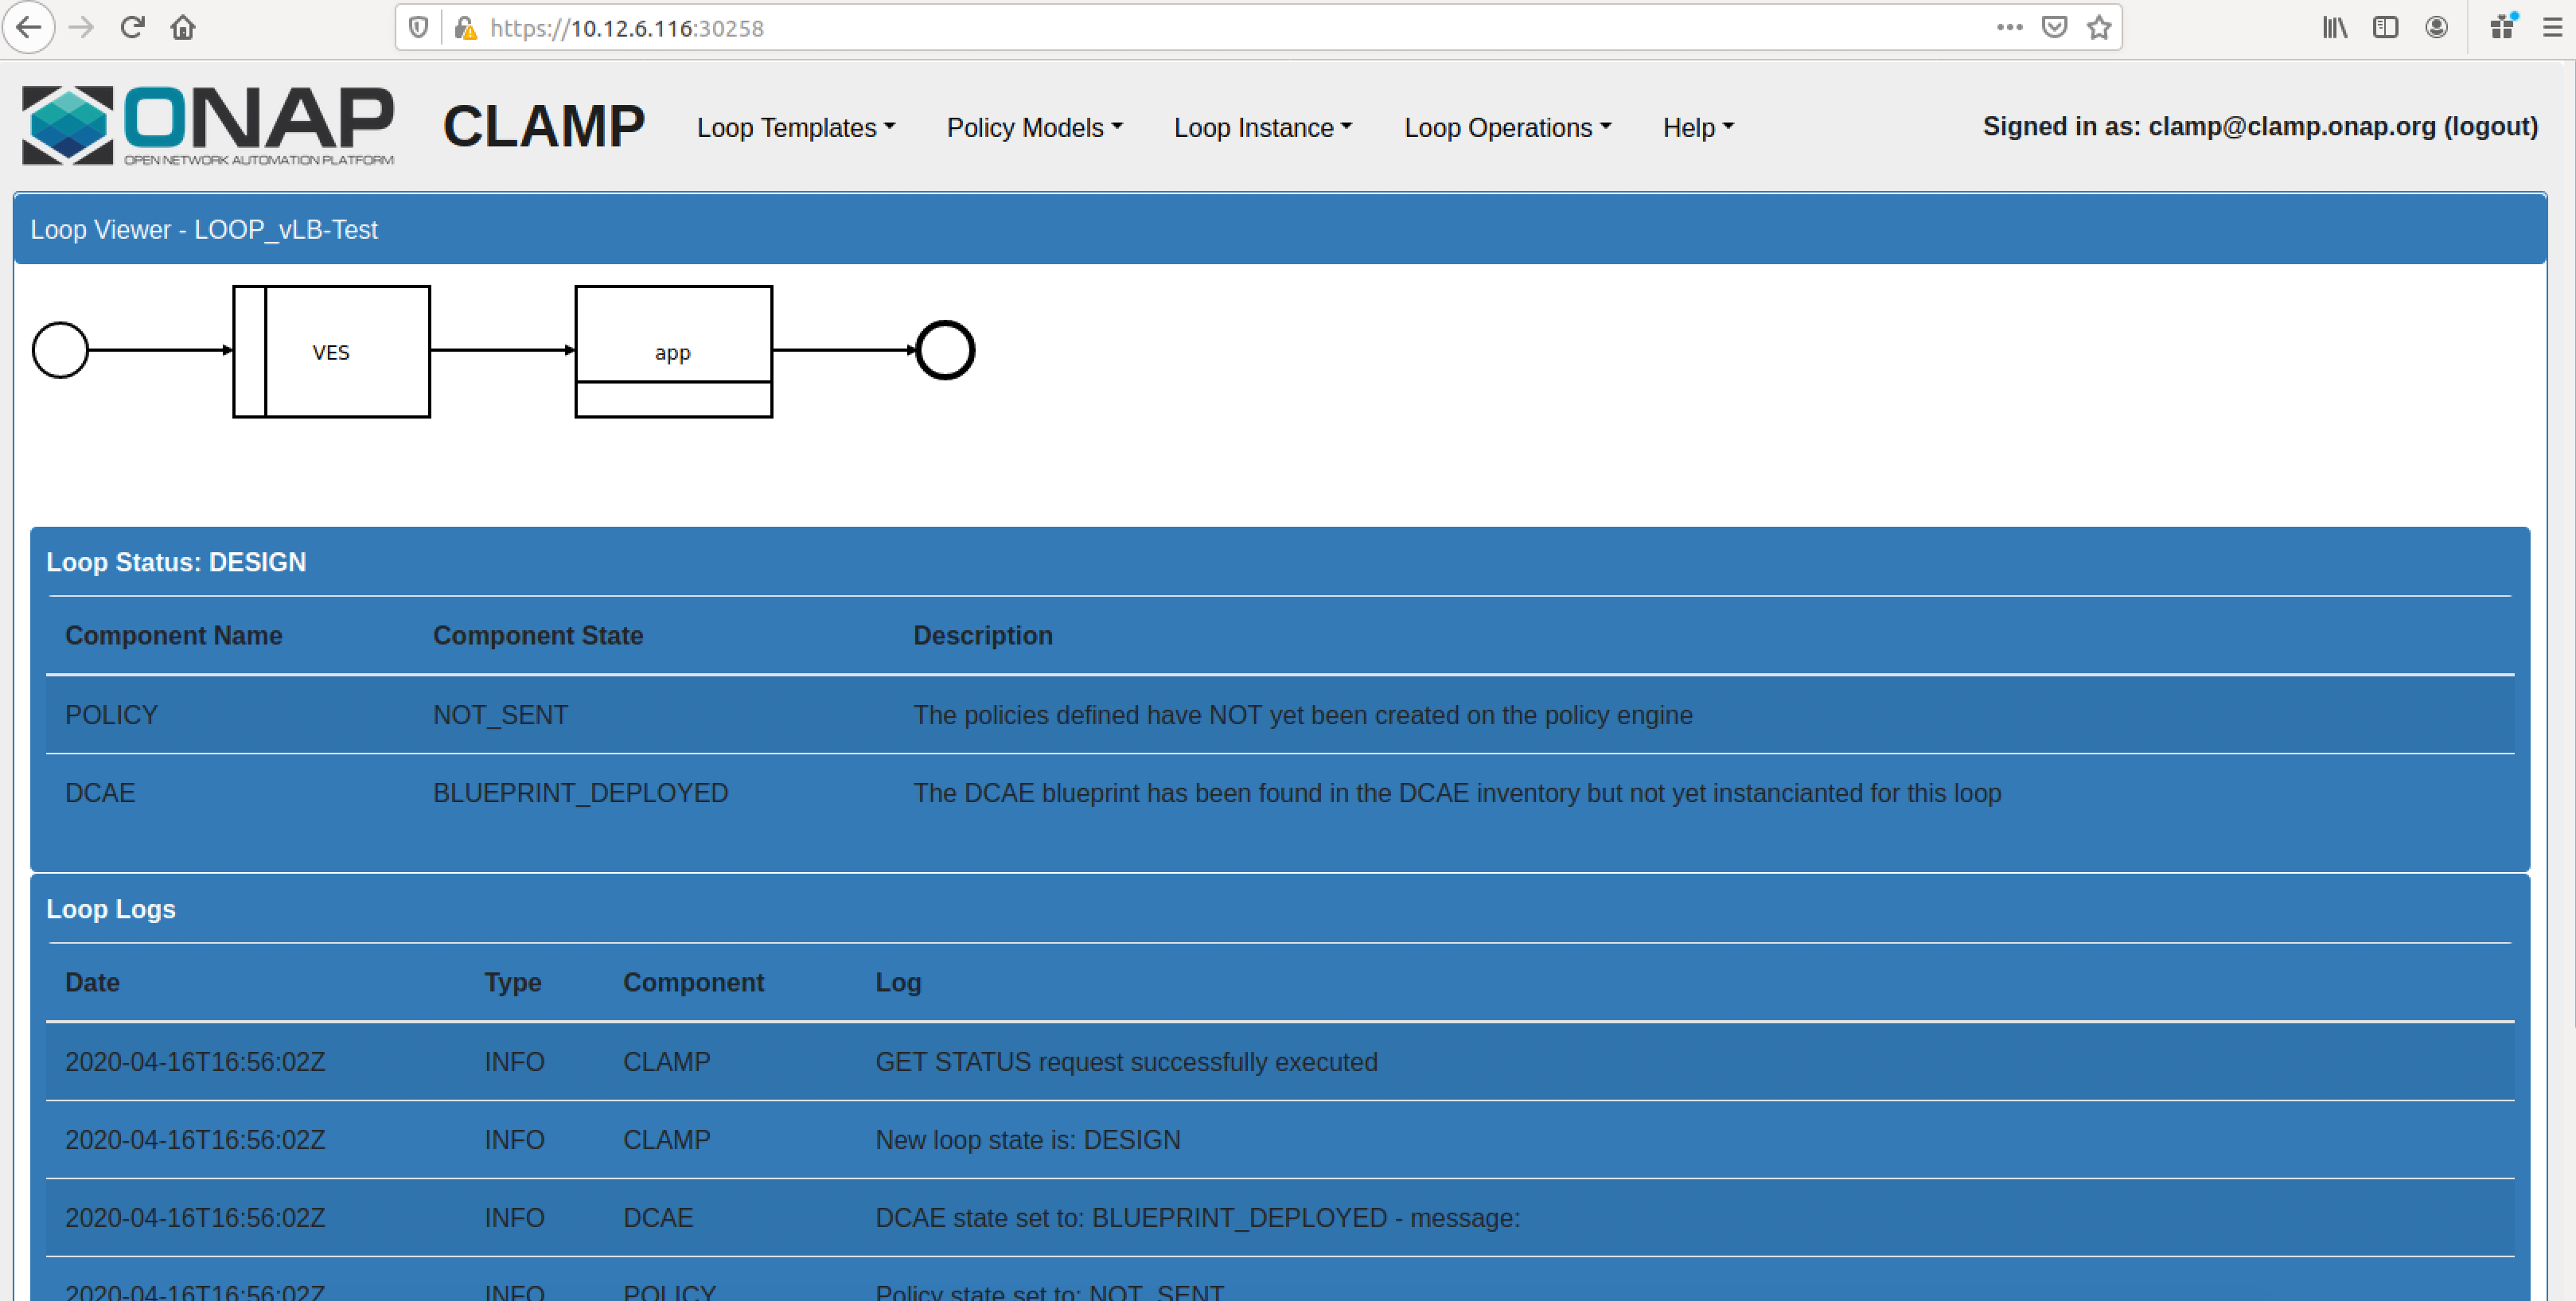 https://10.12.6.116:30258
ONAP
OPEN NETWORK AUTOMATION PLATFORM
CLAMP Loop Templates Policy Models Loop Instance Loop Operations Help Signed in as: clamp@clamp.onap.org (logout)
Loop Viewer - LOOP_vLB-Test
VES app
Loop Status: DESIGN
Component Name Component State Description
POLICY NOT_SENT The policies defined have NOT yet been created on the policy engine
DCAE BLUEPRINT_DEPLOYED The DCAE blueprint has been found in the DCAE inventory but not yet instancianted for this loop
Loop Logs
Date Type Component Log
2020-04-16T16:56:02Z INFO CLAMP GET STATUS request successfully executed
2020-04-16T16:56:02Z INFO CLAMP New loop state is: DESIGN
2020-04-16T16:56:02Z INFO DCAE DCAE state set to: BLUEPRINT_DEPLOYED - message:
2020-04-16T16:56:02Z INFO POLICY Policy state set to: NOT_SENT